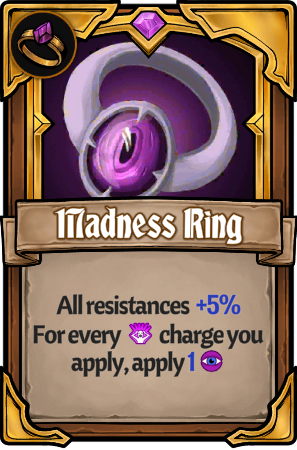 Madness Ring
All resistances +5%
For every charge you
apply, apply 1